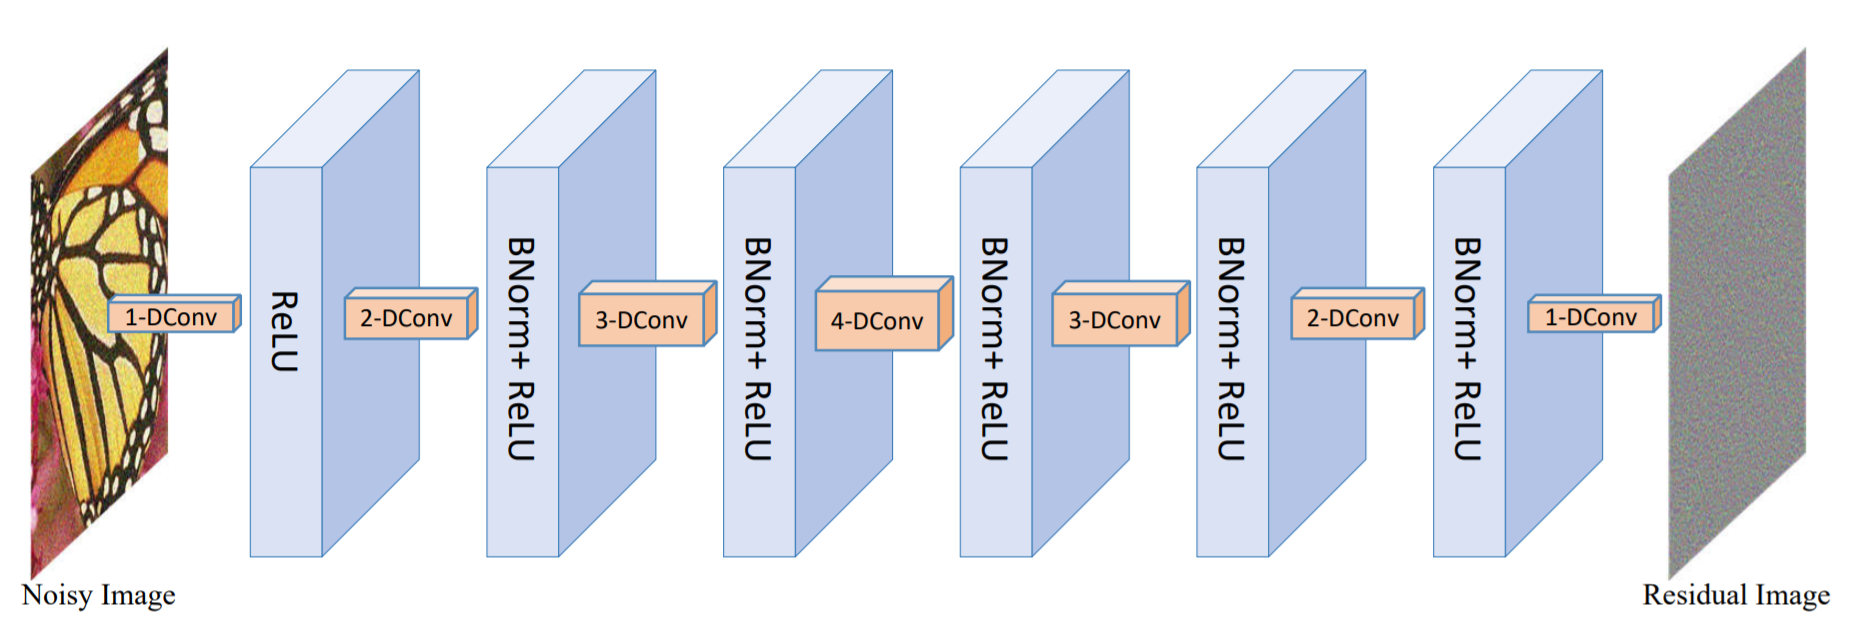 1-DConv
ReLU
2-DConv
BNorm+ ReLU
3-DConv
BNorm+ ReLU
4-DConv
BNorm+ ReLU
3-DConv
BNorm+ ReLU
2-DConv
BNorm+ ReLU
1-DConv
Noisy Image
Residual Image